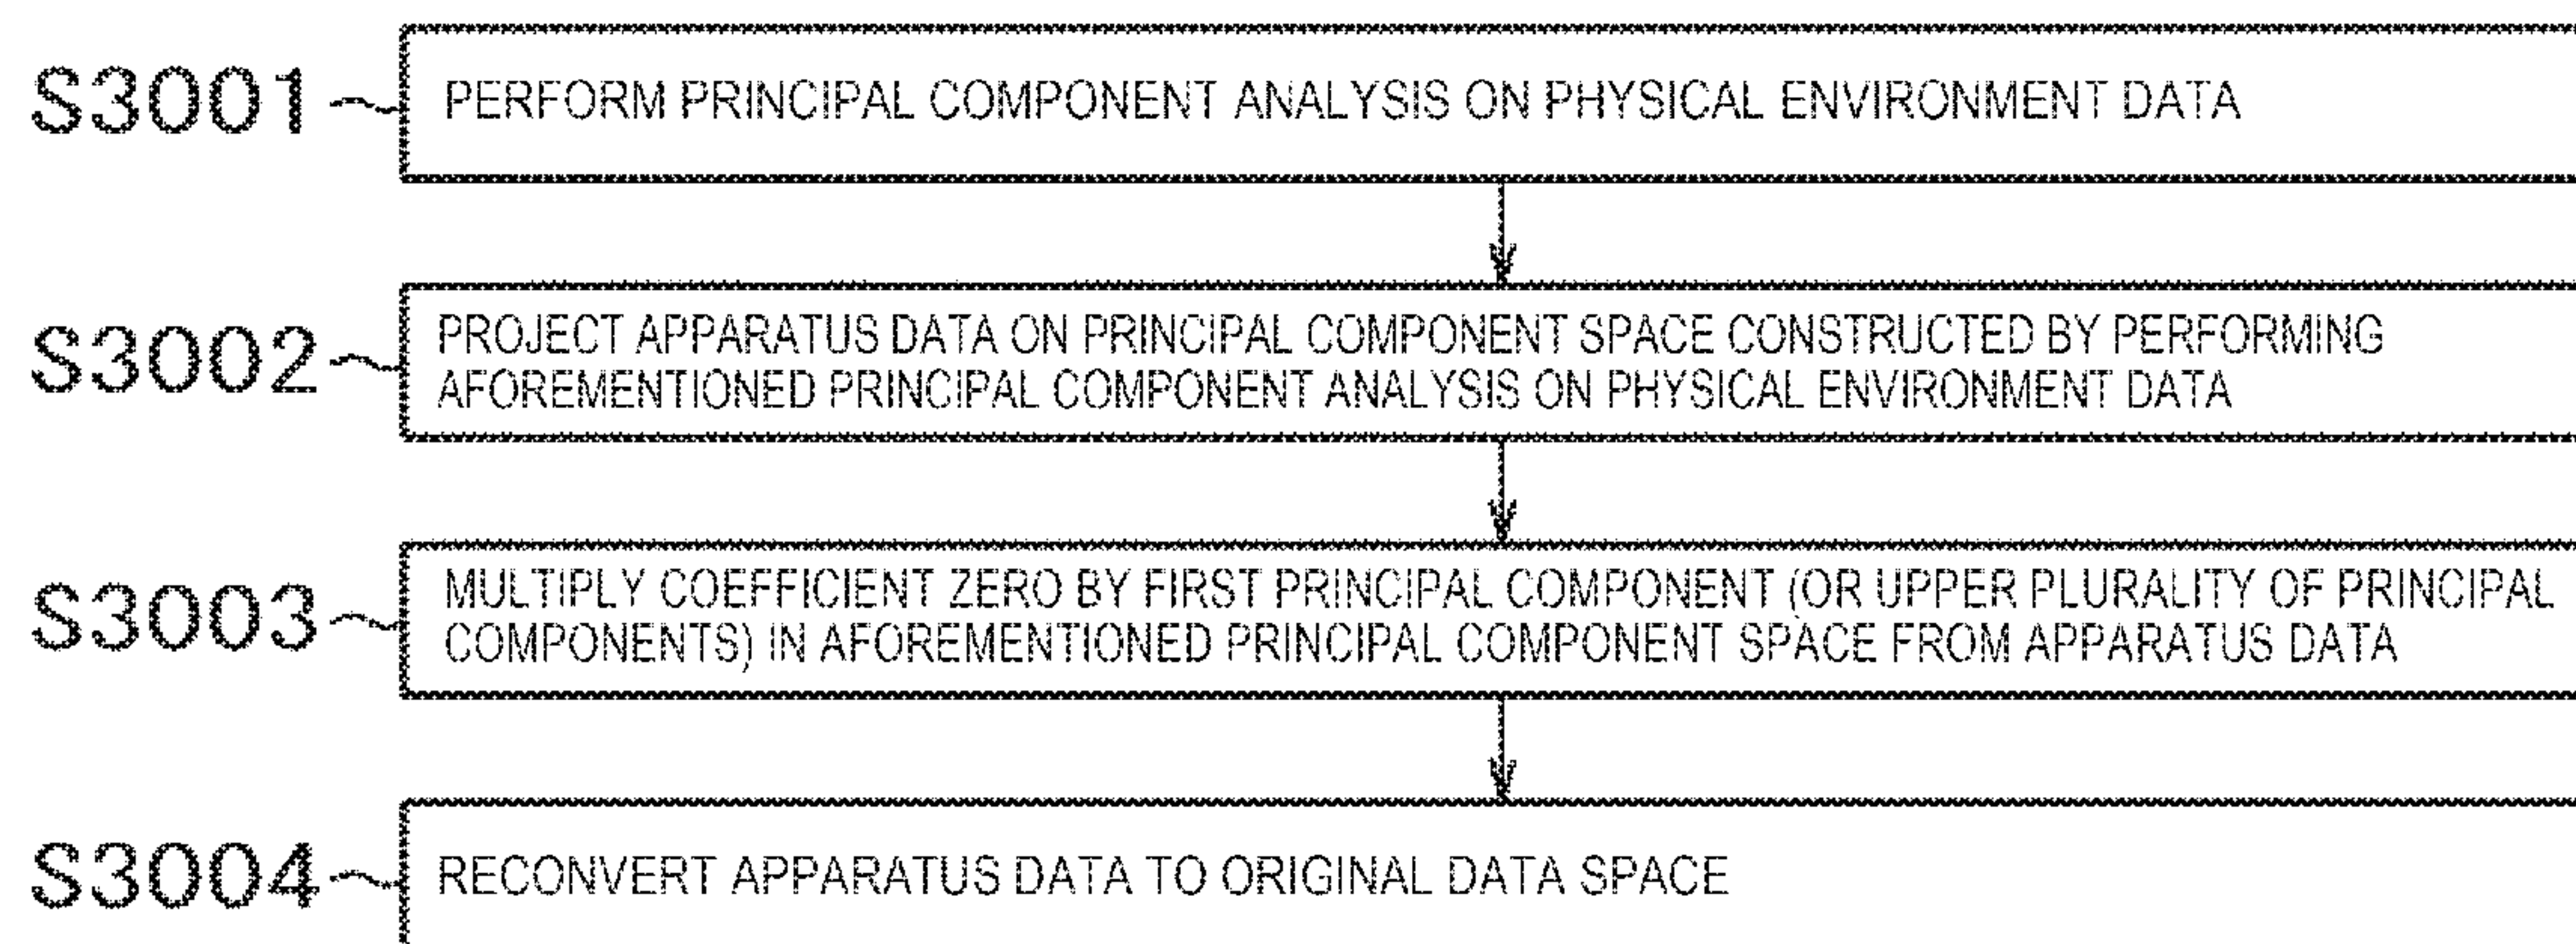 S3001
PERFORM PRINCIPAL COMPONENT ANALYSIS ON PHYSICAL ENVIRONMENT DATA
S3002
PROJECT APPARATUS DATA ON PRINCIPAL COMPONENT SPACE CONSTRUCTED BY PERFORMING
AFOREMENTIONED PRINCIPAL COMPONENT ANALYSIS ON PHYSICAL ENVIRONMENT DATA
S3003
MULTIPLY COEFFICIENT ZERO BY FIRST PRINCIPAL COMPONENT (OR UPPER PLURALITY OF PRINCIPAL
COMPONENTS) IN AFOREMENTIONED PRINCIPAL COMPONENT SPACE FROM APPARATUS DATA
S3004
RECONVERT APPARATUS DATA TO ORIGINAL DATA SPACE